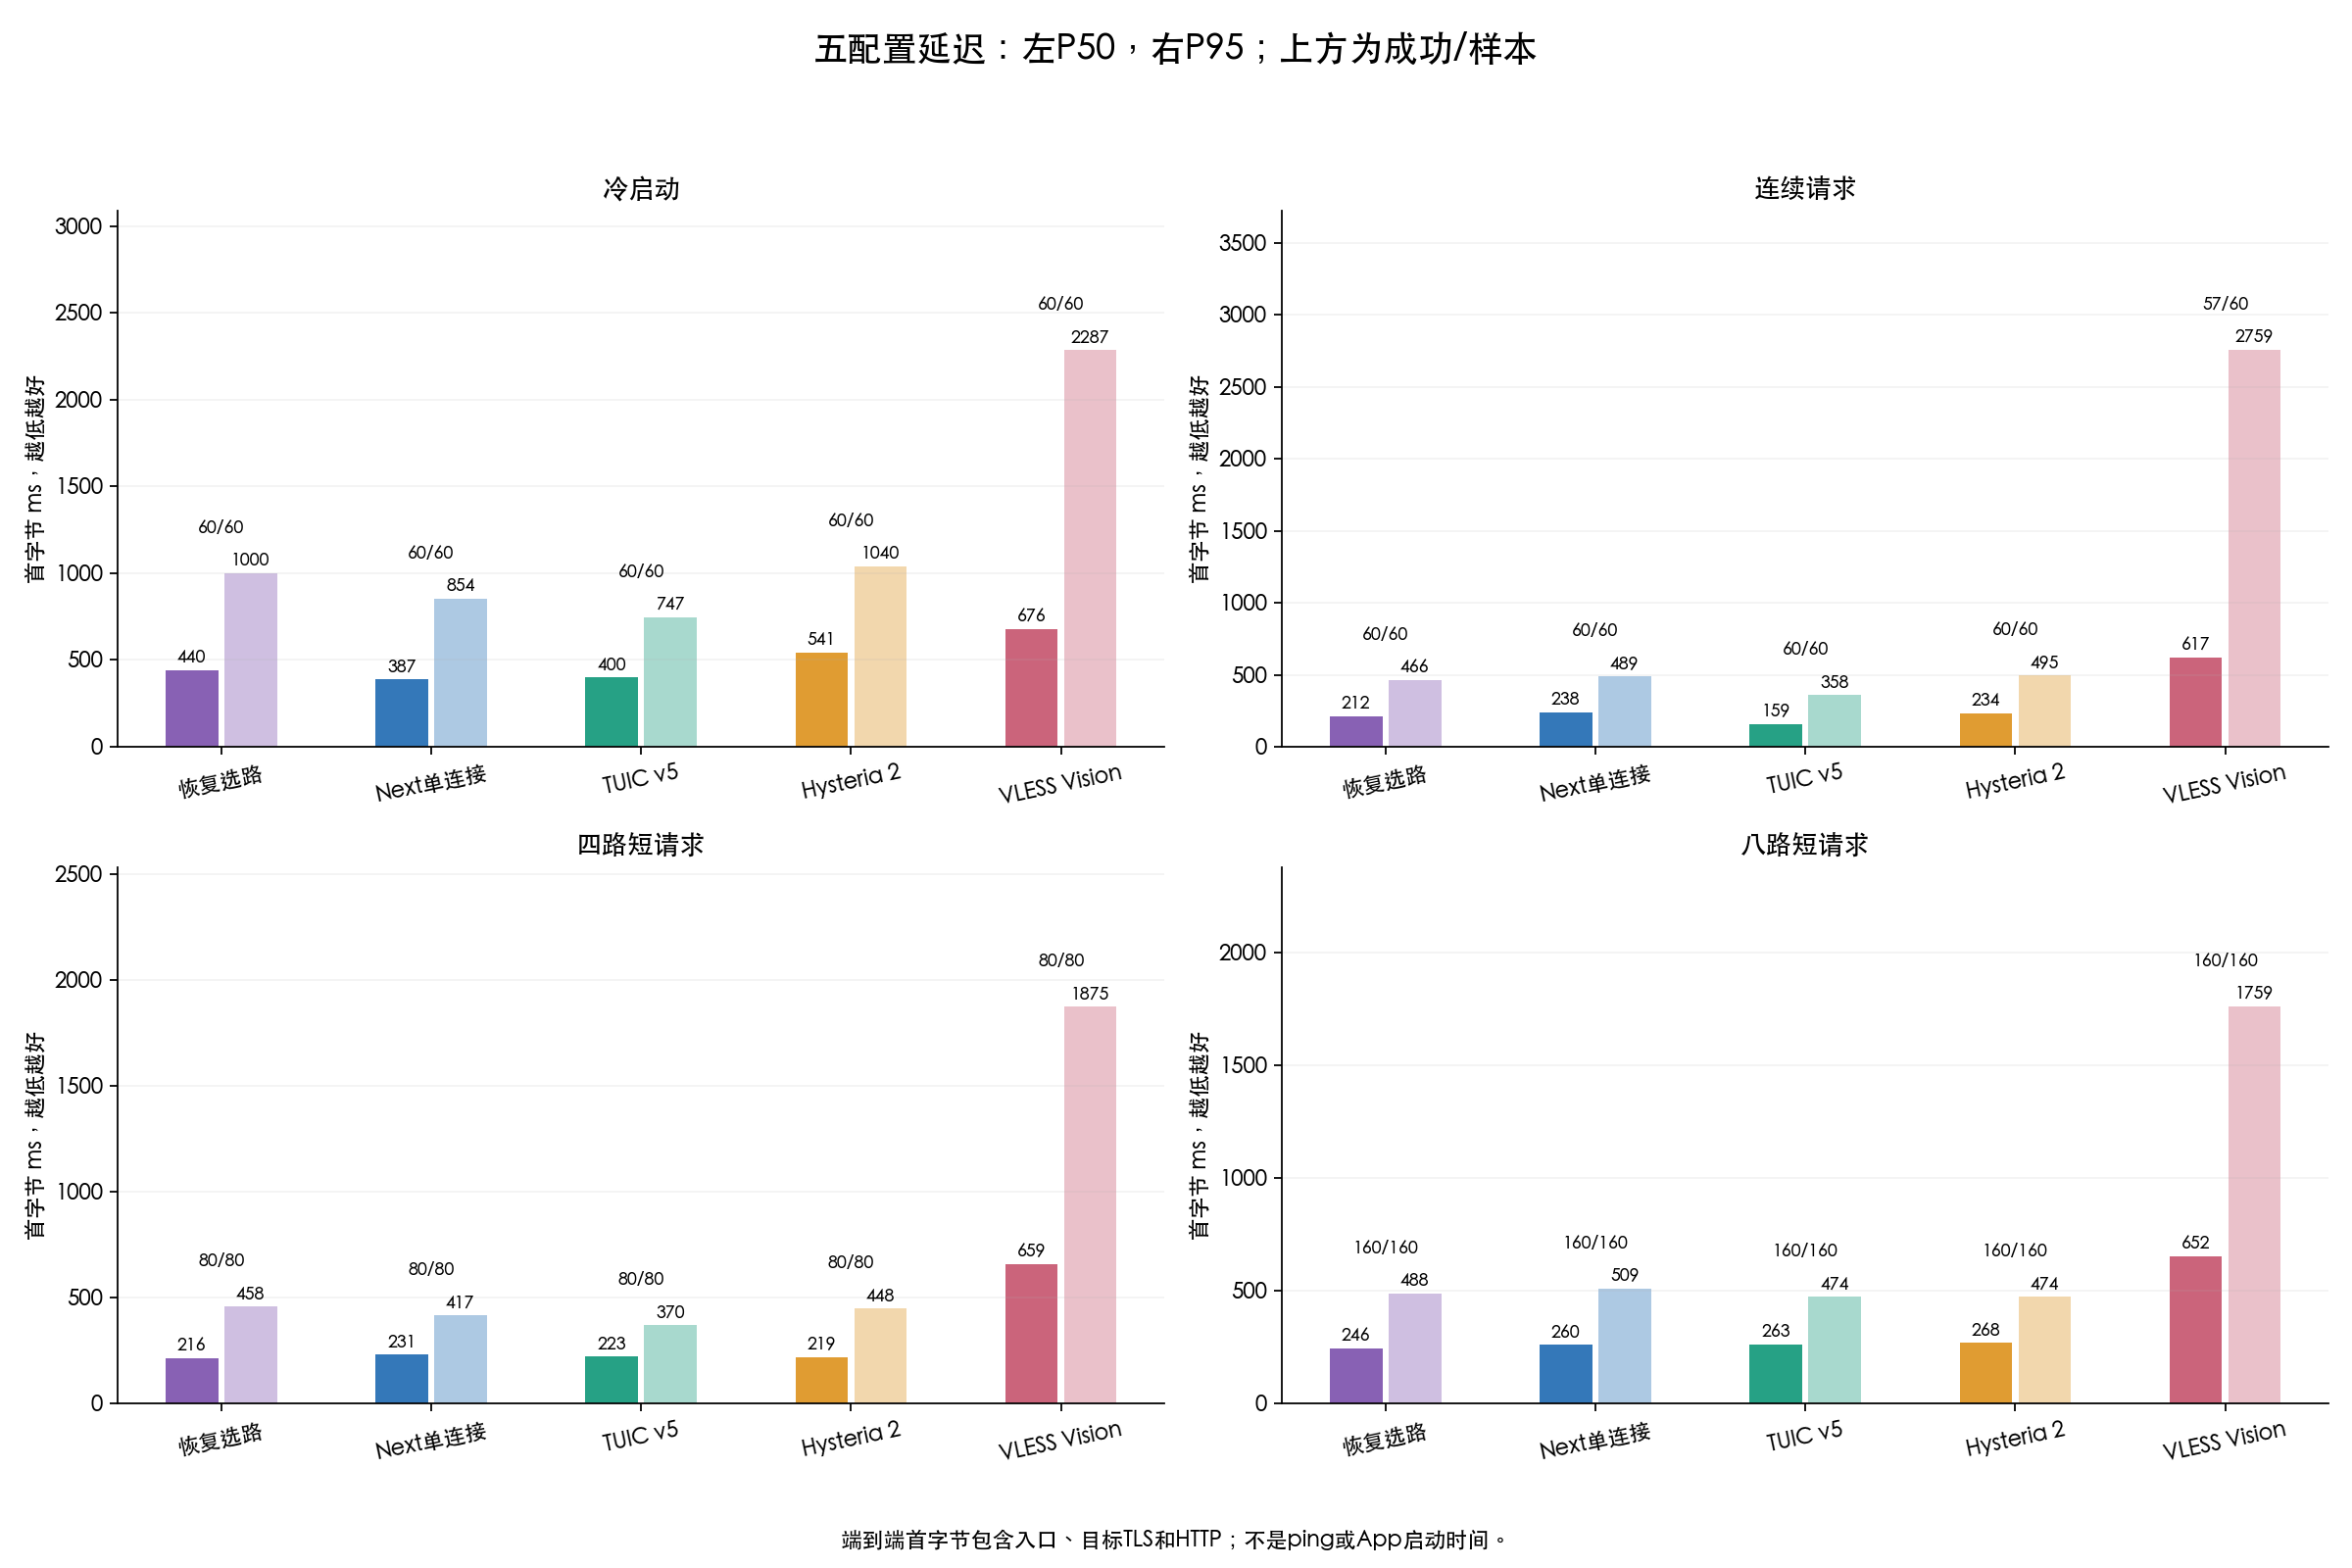 五配置延迟：左P50，右P95；上方为成功/样本
冷启动
首字节 ms，越低越好
3000
2500
2000
1500
1000
500
0
60/60
440
1000
60/60
387
854
60/60
400
747
60/60
541
1040
60/60
676
2287
恢复选路
Next单连接
TUIC v5
Hysteria 2
VLESS Vision
连续请求
首字节 ms，越低越好
3500
3000
2500
2000
1500
1000
500
0
60/60
212
466
60/60
238
489
60/60
159
358
60/60
234
495
57/60
617
2759
恢复选路
Next单连接
TUIC v5
Hysteria 2
VLESS Vision
四路短请求
首字节 ms，越低越好
2500
2000
1500
1000
500
0
80/80
216
458
80/80
231
417
80/80
223
370
80/80
219
448
80/80
659
1875
恢复选路
Next单连接
TUIC v5
Hysteria 2
VLESS Vision
八路短请求
首字节 ms，越低越好
2000
1500
1000
500
0
160/160
246
488
160/160
260
509
160/160
263
474
160/160
268
474
160/160
652
1759
恢复选路
Next单连接
TUIC v5
Hysteria 2
VLESS Vision
端到端首字节包含入口、目标TLS和HTTP；不是ping或App启动时间。